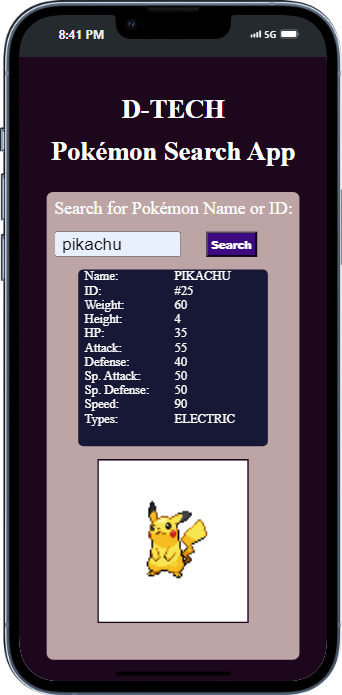 8:41 PM 5G
D-TECH
Pokémon Search App
Search for Pokémon Name or ID:
pikachu Search
Name: PIKACHU
ID: #25
Weight: 60
Height: 4
HP: 35
Attack: 55
Defense: 40
Sp. Attack: 50
Sp. Defense: 50
Speed: 90
Types: ELECTRIC